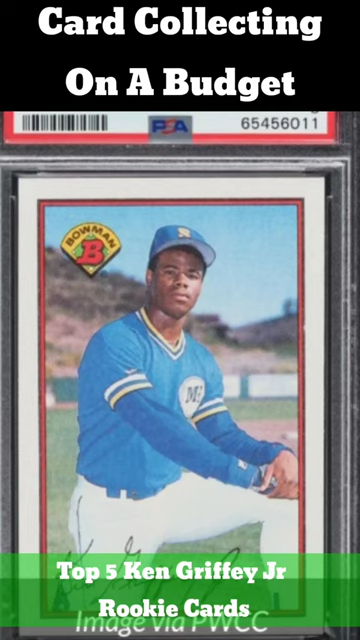 Card Collecting
On A Budget
PSA
65456011
BOWMAN
B
Top 5 Ken Griffey Jr
Rookie Cards
Image via PWCC